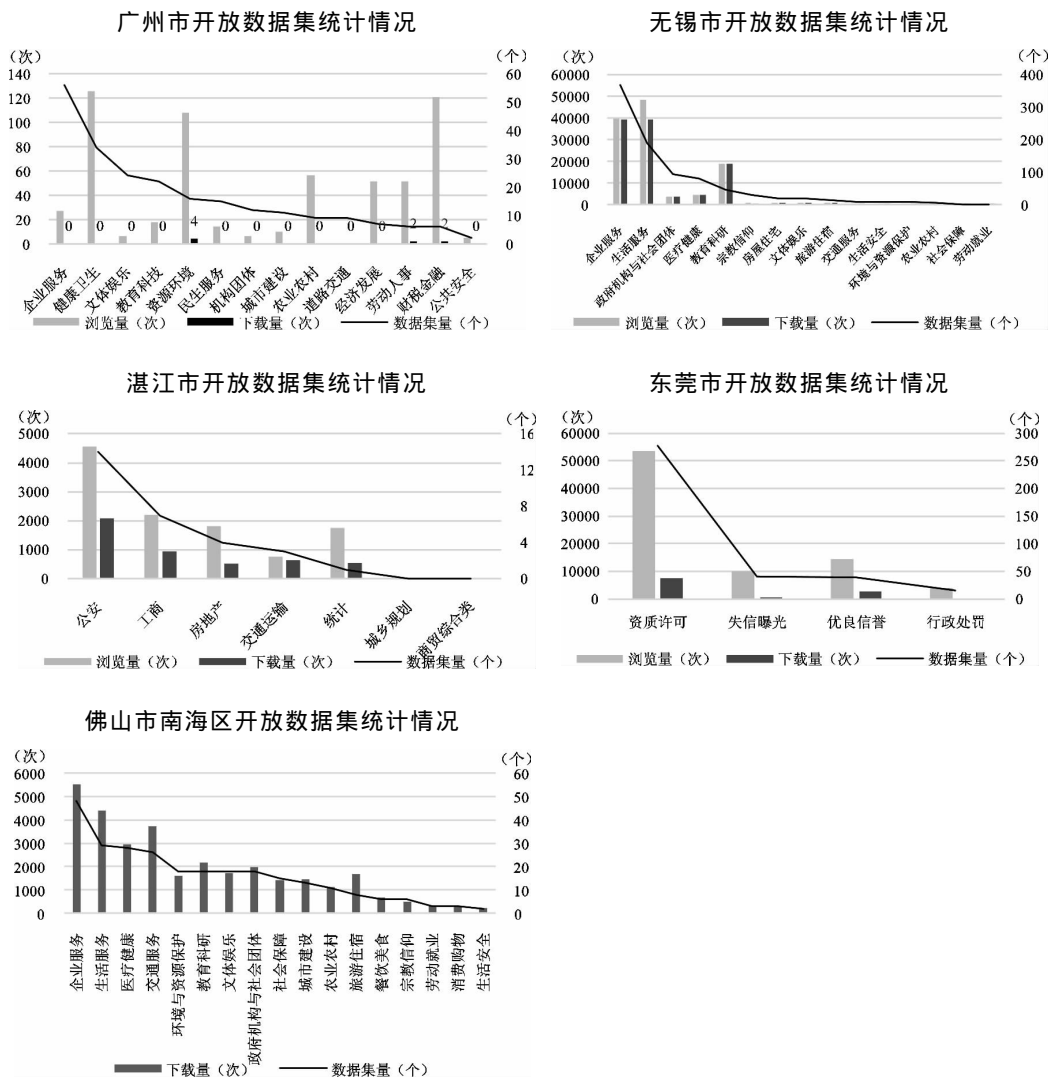 广州市开放数据集统计情况
（次） （个）
140 120 100 80 60 40 20 0
60 50 40 30 20 10 0
0 0 0 0 4 0 0 0 0 0 0 2 2 0
企业服务 健康卫生 文体娱乐 教育科技 资源环境 民生服务 机构团体 城市建设 农业农村 道路交通 经济发展 劳动人事 财税金融 公共安全
浏览量（次） 下载量（次） 数据集量（个）
无锡市开放数据集统计情况
（次） （个）
60000 50000 40000 30000 20000 10000 0
400 300 200 100 0
企业服务 生活服务 政府机构与社会团体 医疗健康 教育科研 宗教信仰 房屋住宅 文体娱乐 旅游住宿 交通服务 生活安全 环境与资源保护 农业农村 社会保障 劳动就业
浏览量（次） 下载量（次） 数据集量（个）
湛江市开放数据集统计情况
（次） （个）
5000 4000 3000 2000 1000 0
16 12 8 4 0
公安 工商 房地产 交通运输 统计 城乡规划 商贸综合类
浏览量（次） 下载量（次） 数据集量（个）
东莞市开放数据集统计情况
（次） （个）
60000 50000 40000 30000 20000 10000 0
300 250 200 150 100 50 0
资质许可 失信曝光 优良信誉 行政处罚
浏览量（次） 下载量（次） 数据集量（个）
佛山市南海区开放数据集统计情况
（次） （个）
6000 5000 4000 3000 2000 1000 0
60 50 40 30 20 10 0
企业服务 生活服务 医疗健康 交通服务 环境与资源保护 教育科研 文体娱乐 政府机构与社会团体 社会保障 城市建设 农业农村 旅游住宿 餐饮美食 宗教信仰 劳动就业 消费购物 生活安全
下载量（次） 数据集量（个）